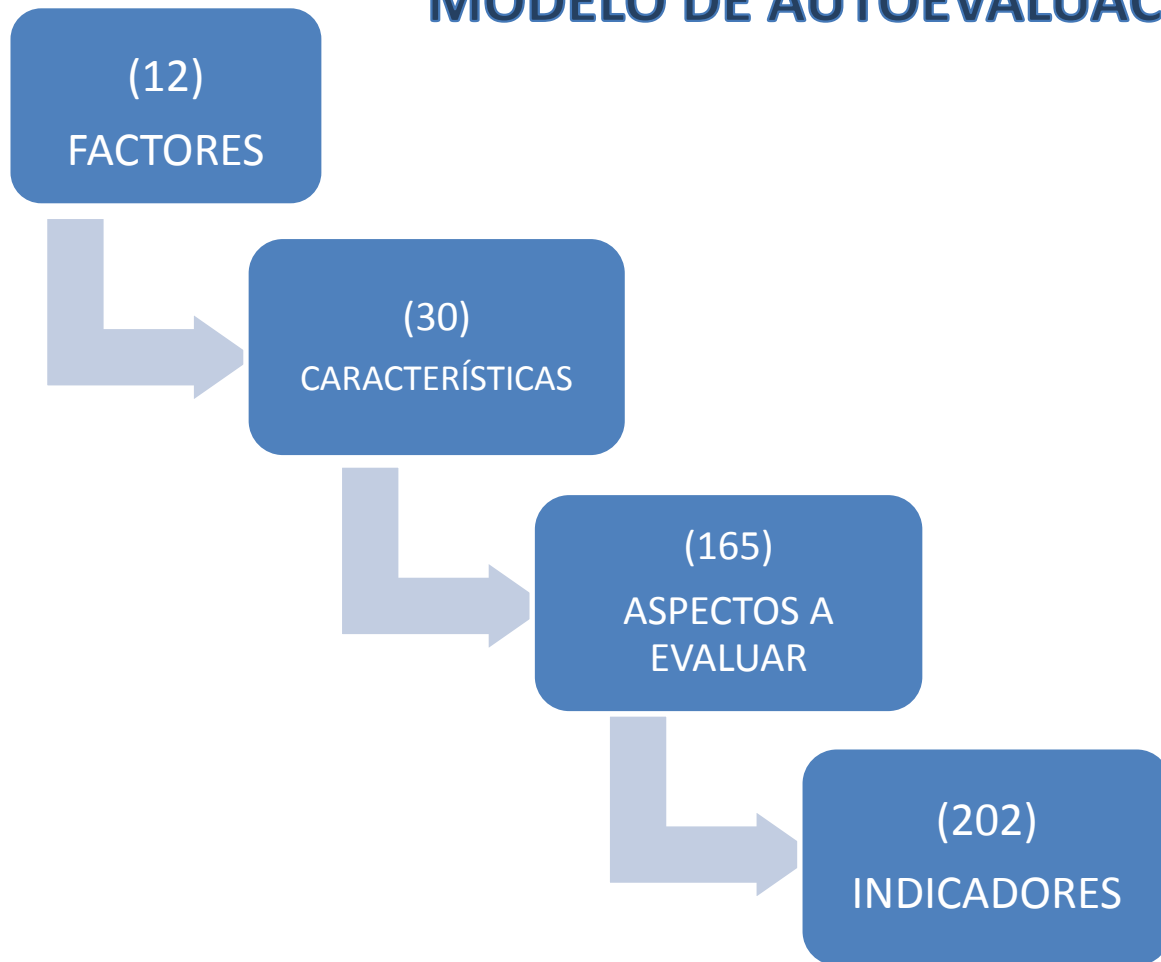 MODELO DE AUTOEVALUAC
(12)
FACTORES
(30)
CARACTERÍSTICAS
(165)
ASPECTOS A
EVALUAR
(202)
INDICADORES